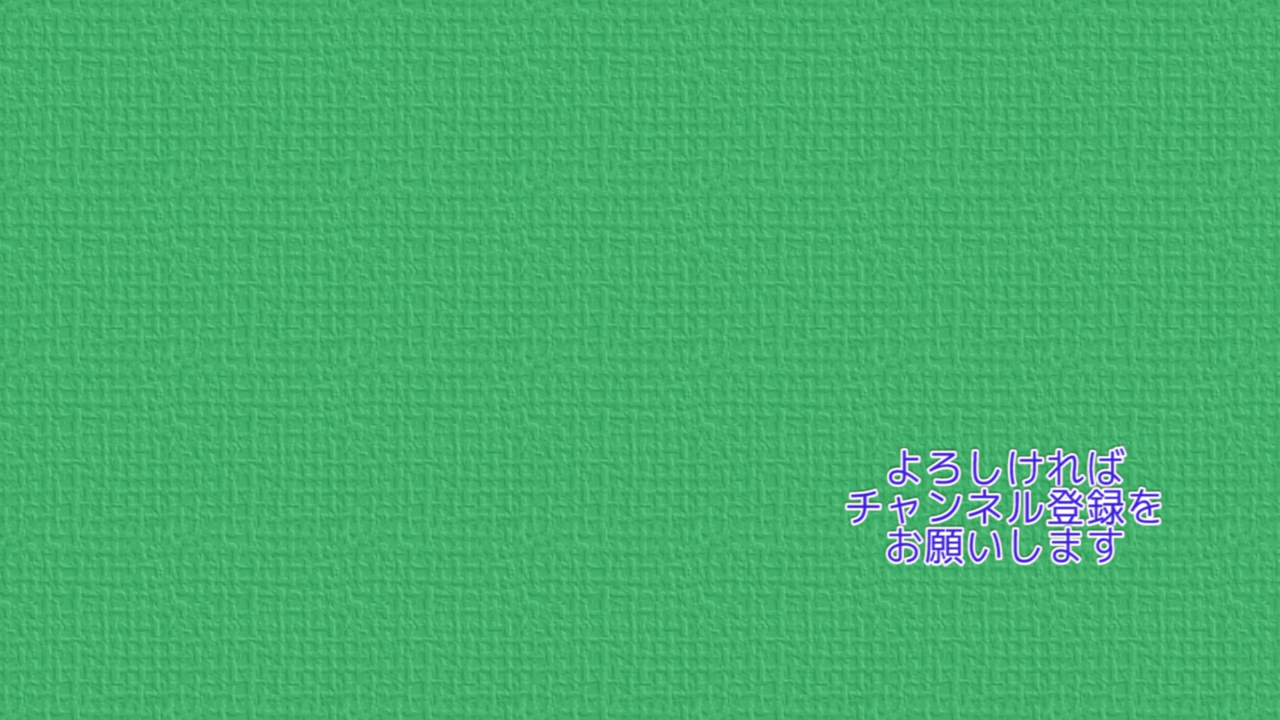 よろしければ
チャンネル登録を
お願いします